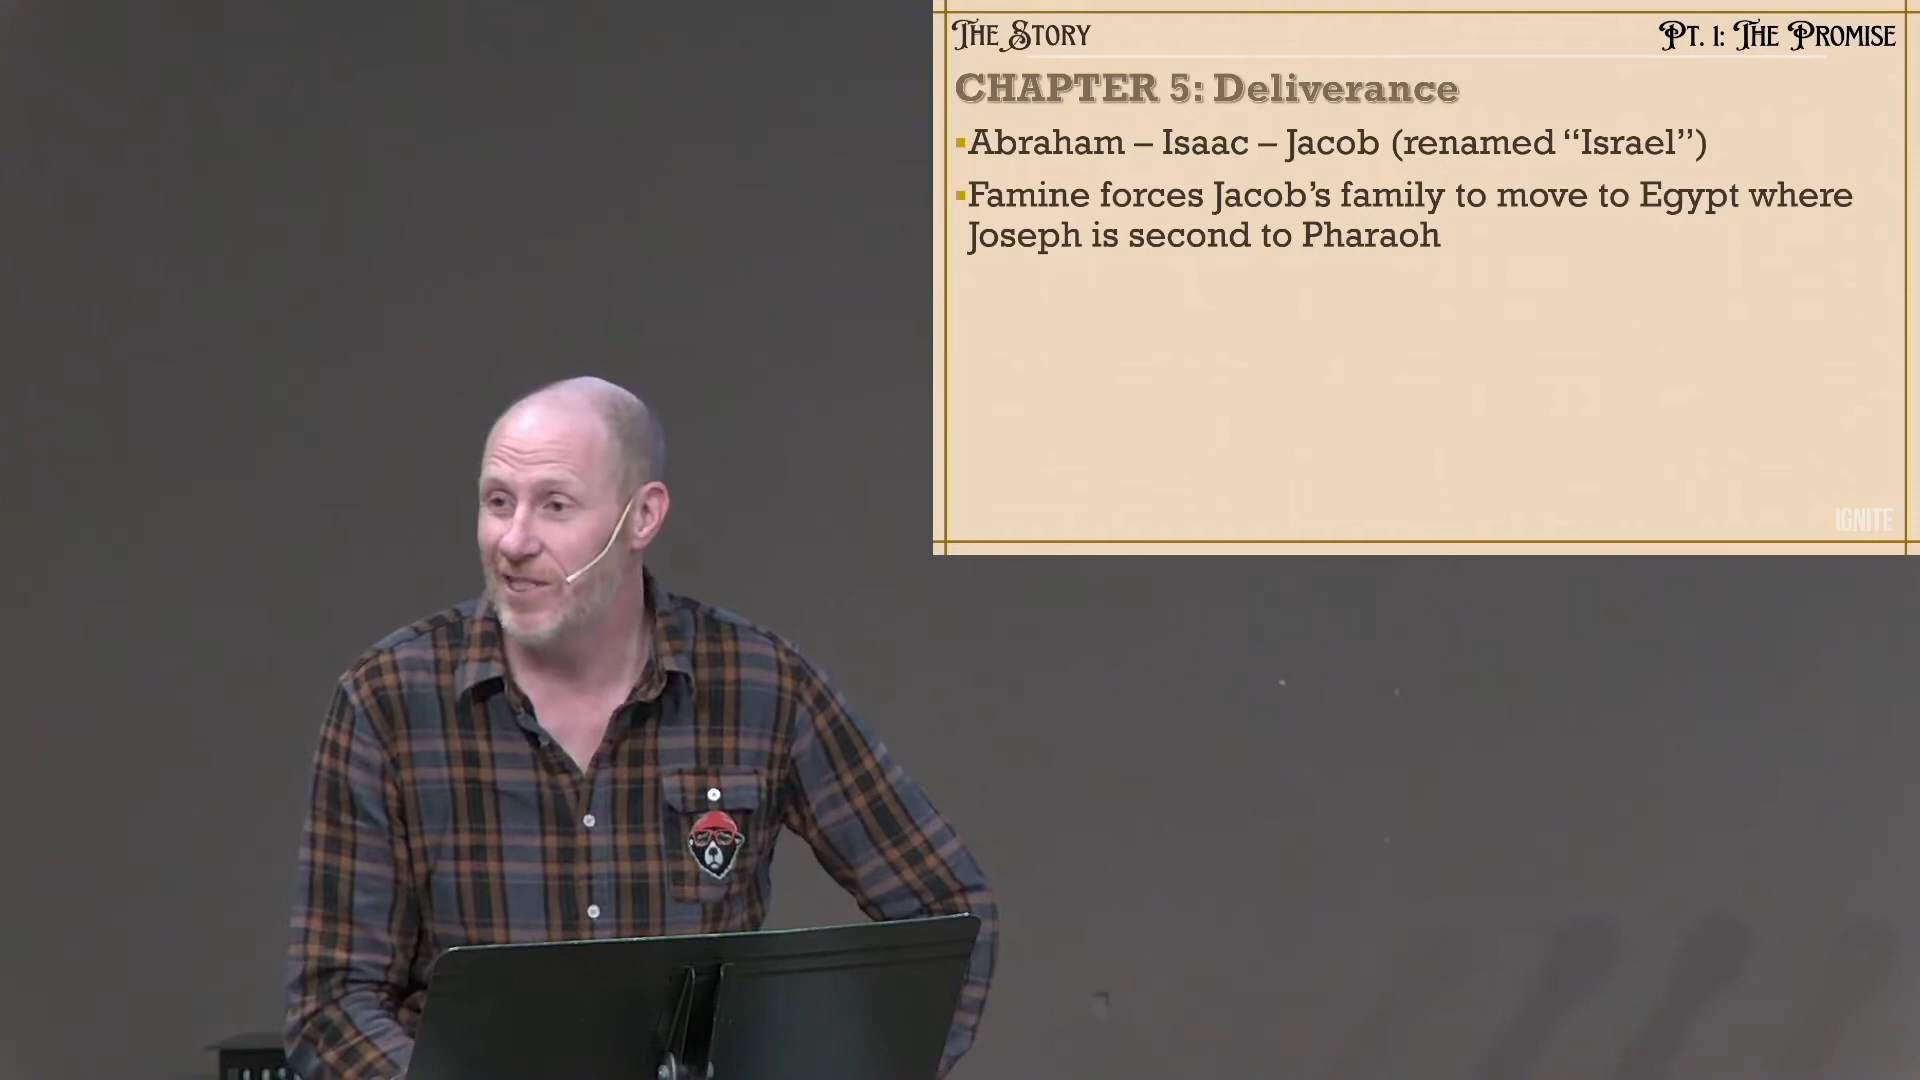 The Story
Pt. 1: The Promise
CHAPTER 5: Deliverance
▪Abraham – Isaac – Jacob (renamed “Israel”)
▪Famine forces Jacob’s family to move to Egypt where
Joseph is second to Pharaoh
IGNITE